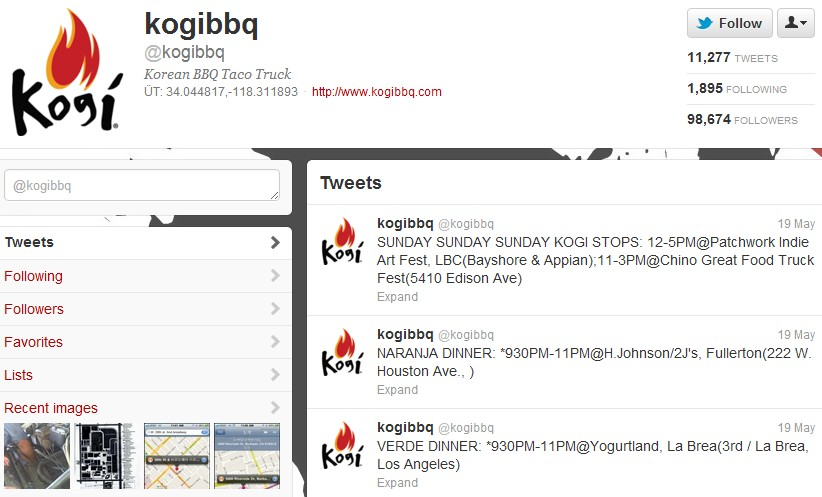 Kogi
kogibbq
@kogibbq
Korean BBQ Taco Truck
ÜT: 34.044817,-118.311893 · http://www.kogibbq.com
Follow
11,277 TWEETS
1,895 FOLLOWING
98,674 FOLLOWERS
@kogibbq
Tweets
Following
Followers
Favorites
Lists
Recent images
Tweets
Kogi
kogibbq @kogibbq 19 May
SUNDAY SUNDAY SUNDAY KOGI STOPS: 12-5PM@Patchwork Indie
Art Fest, LBC(Bayshore & Appian);11-3PM@Chino Great Food Truck
Fest(5410 Edison Ave)
Expand
Kogi
kogibbq @kogibbq 19 May
NARANJA DINNER: *930PM-11PM@H.Johnson/2J's, Fullerton(222 W.
Houston Ave., )
Expand
Kogi
kogibbq @kogibbq 19 May
VERDE DINNER: *930PM-11PM@Yogurtland, La Brea(3rd / La Brea,
Los Angeles)
Expand